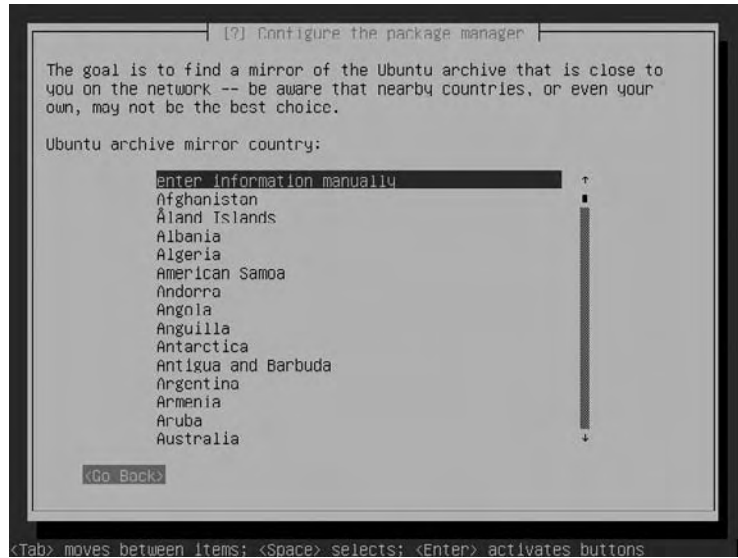 [?] Configure the package manager
The goal is to find a mirror of the Ubuntu archive that is close to
you on the network -- be aware that nearby countries, or even your
own, may not be the best choice.
Ubuntu archive mirror country:
enter information manually ↑
Afghanistan
Åland Islands
Albania
Algeria
American Samoa
Andorra
Angola
Anguilla
Antarctica
Antigua and Barbuda
Argentina
Armenia
Aruba
Australia ↓
<Go Back>
<Tab> moves between items; <Space> selects; <Enter> activates buttons